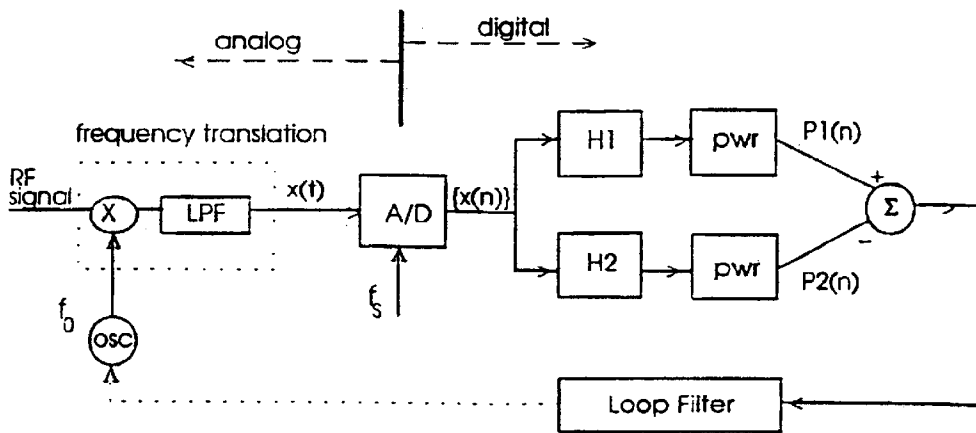 analog
digital
frequency translation
RF
signal
X
LPF
x(t)
A/D
{x(n)}
H1
pwr
P1(n)
+
Σ
−
H2
pwr
P2(n)
f0
fs
osc
Loop Filter